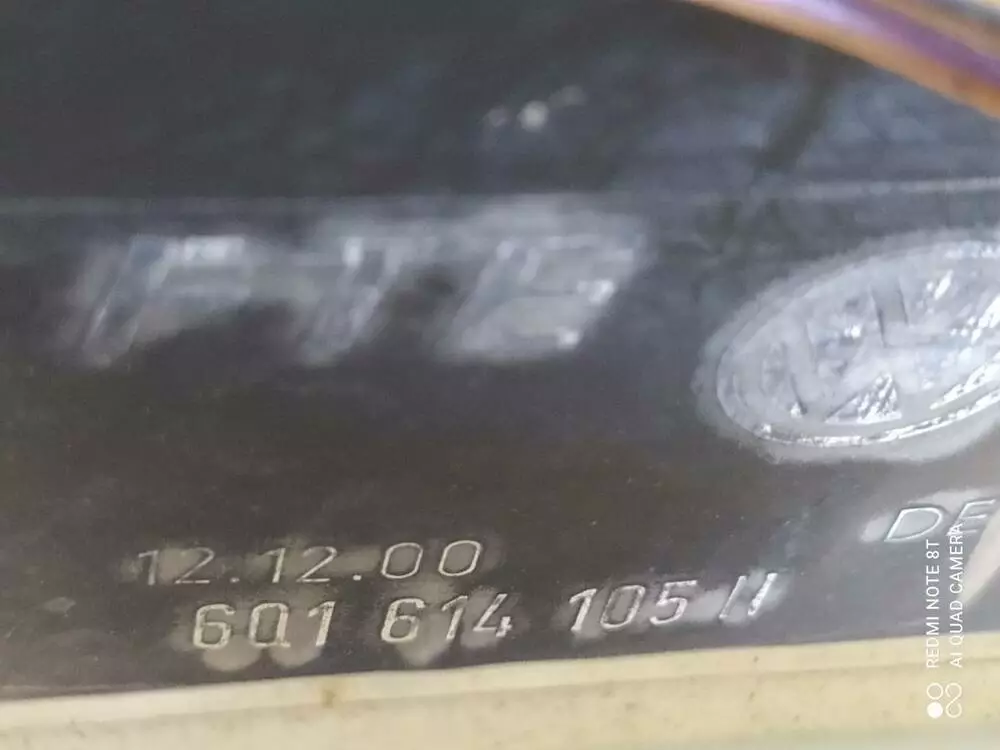 DE
12.12.00
6Q1 614 105 H
REDMI NOTE 8T
AI QUAD CAMERA